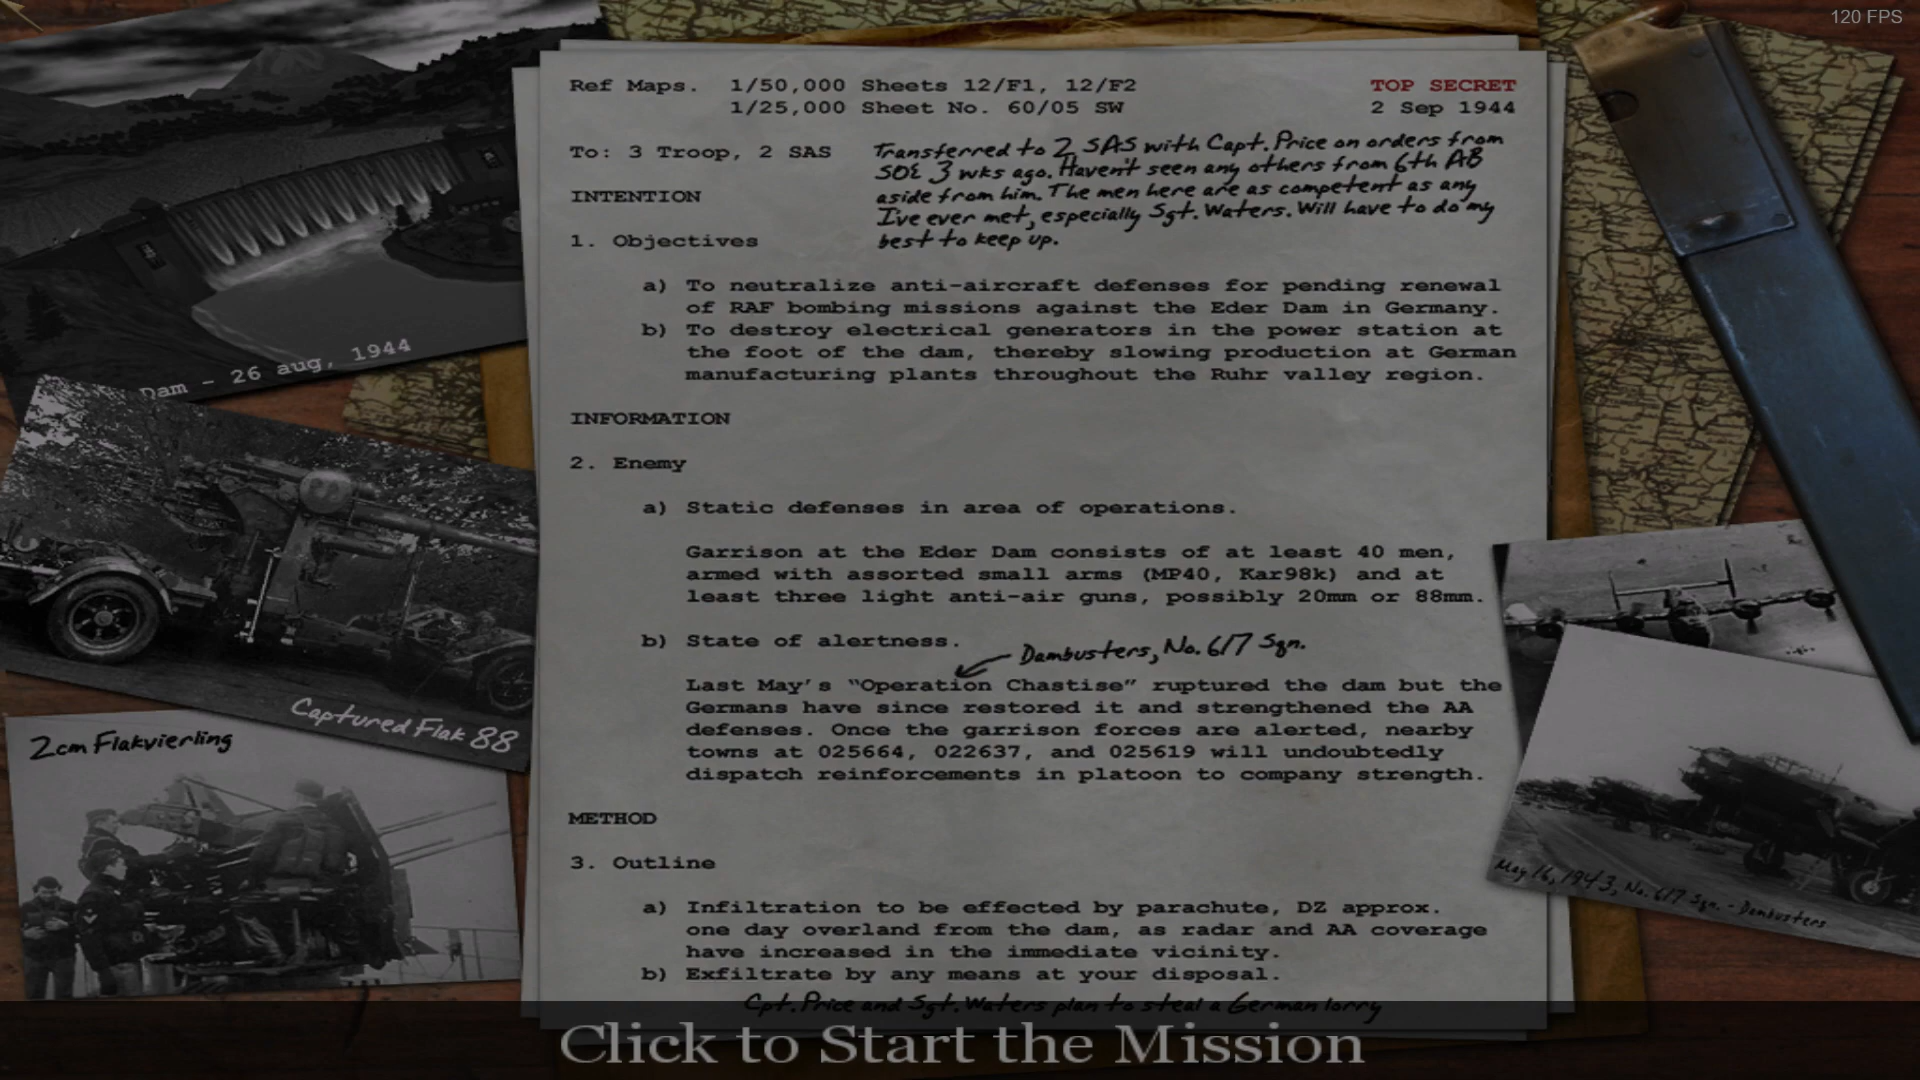 120 FPS
Ref Maps. 1/50,000 Sheets 12/F1, 12/F2
1/25,000 Sheet No. 60/05 SW
TOP SECRET
2 Sep 1944
To: 3 Troop, 2 SAS
Transferred to 2 SAS with Capt. Price on orders from
SOE 3 wks ago. Haven't seen any others from 6th AB
aside from him. The men here are as competent as any
I've ever met, especially Sgt. Waters. Will have to do my
best to keep up.
INTENTION
1. Objectives
a) To neutralize anti-aircraft defenses for pending renewal
of RAF bombing missions against the Eder Dam in Germany.
b) To destroy electrical generators in the power station at
the foot of the dam, thereby slowing production at German
manufacturing plants throughout the Ruhr valley region.
INFORMATION
2. Enemy
a) Static defenses in area of operations.
Garrison at the Eder Dam consists of at least 40 men,
armed with assorted small arms (MP40, Kar98k) and at
least three light anti-air guns, possibly 20mm or 88mm.
b) State of alertness.
Dambusters, No. 617 Sqn.
Last May's "Operation Chastise" ruptured the dam but the
Germans have since restored it and strengthened the AA
defenses. Once the garrison forces are alerted, nearby
towns at 025664, 022637, and 025619 will undoubtedly
dispatch reinforcements in platoon to company strength.
METHOD
3. Outline
a) Infiltration to be effected by parachute, DZ approx.
one day overland from the dam, as radar and AA coverage
have increased in the immediate vicinity.
b) Exfiltrate by any means at your disposal.
Cpt. Price and Sgt. Waters plan to steal a German lorry
Dam - 26 aug, 1944
Captured Flak 88
2cm Flakvierling
May 16, 1943, No. 617 Sqn. - Dambusters
Click to Start the Mission